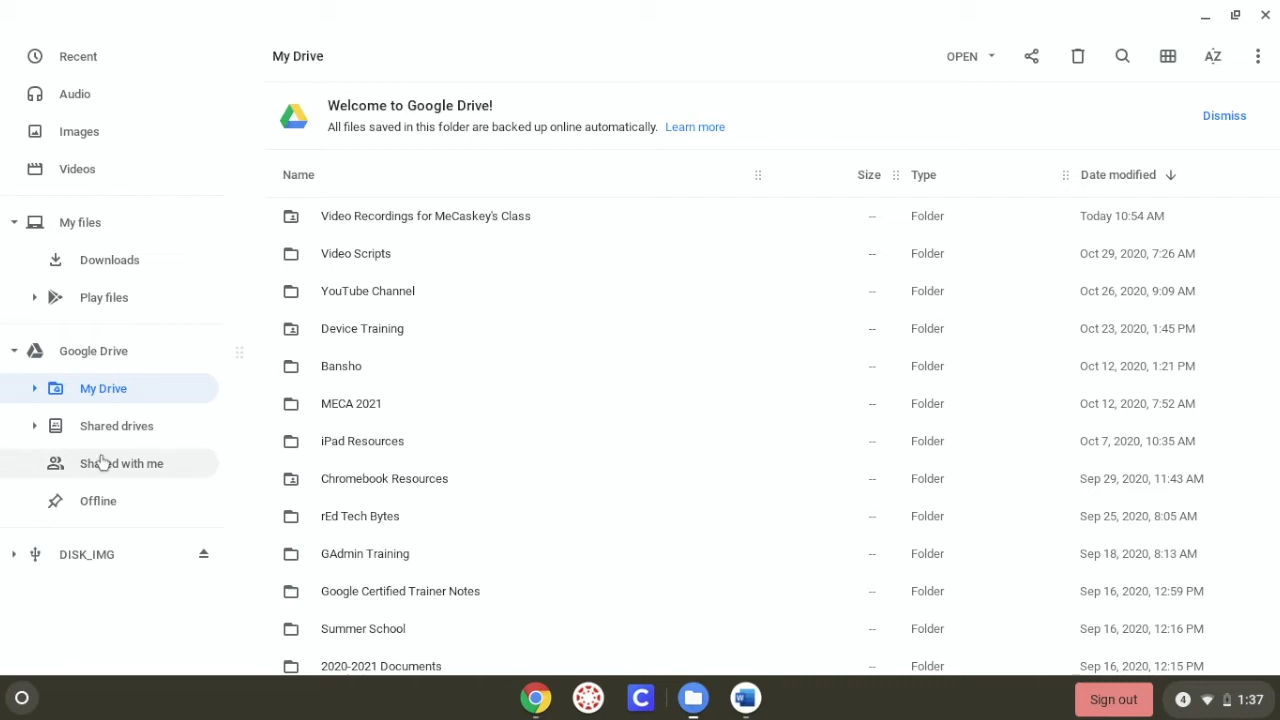 Recent
Audio
Images
Videos
My files
Downloads
Play files
Google Drive
My Drive
Shared drives
Shared with me
Offline
DISK_IMG
My Drive
OPEN
AZ
Welcome to Google Drive!
All files saved in this folder are backed up online automatically. Learn more
Dismiss
Name Size Type Date modified
Video Recordings for MeCaskey's Class -- Folder Today 10:54 AM
Video Scripts -- Folder Oct 29, 2020, 7:26 AM
YouTube Channel -- Folder Oct 26, 2020, 9:09 AM
Device Training -- Folder Oct 23, 2020, 1:45 PM
Bansho -- Folder Oct 12, 2020, 1:21 PM
MECA 2021 -- Folder Oct 12, 2020, 7:52 AM
iPad Resources -- Folder Oct 7, 2020, 10:35 AM
Chromebook Resources -- Folder Sep 29, 2020, 11:43 AM
rEd Tech Bytes -- Folder Sep 25, 2020, 8:05 AM
GAdmin Training -- Folder Sep 18, 2020, 8:13 AM
Google Certified Trainer Notes -- Folder Sep 16, 2020, 12:59 PM
Summer School -- Folder Sep 16, 2020, 12:16 PM
2020-2021 Documents -- Folder Sep 16, 2020, 12:15 PM
C
W
Sign out
4
1:37